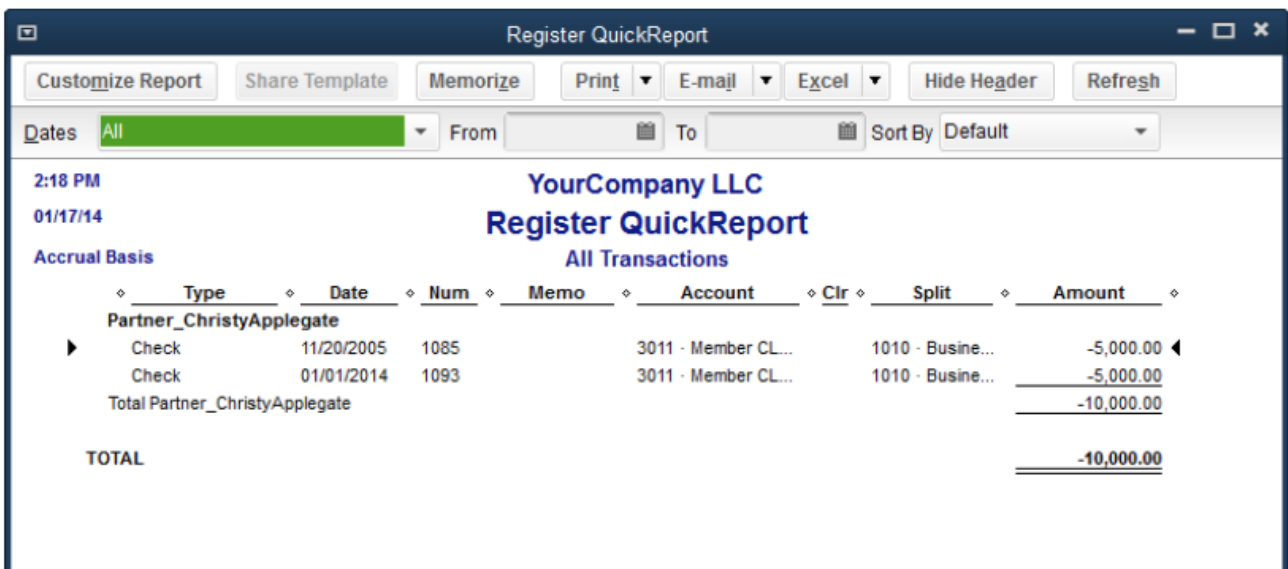 Register QuickReport
Customize Report Share Template Memorize Print E-mail Excel Hide Header Refresh
Dates All From To Sort By Default
2:18 PM YourCompany LLC
01/17/14 Register QuickReport
Accrual Basis All Transactions
Type Date Num Memo Account Clr Split Amount
Partner_ChristyApplegate
Check 11/20/2005 1085 3011 · Member CL... 1010 · Busine... -5,000.00
Check 01/01/2014 1093 3011 · Member CL... 1010 · Busine... -5,000.00
Total Partner_ChristyApplegate -10,000.00
TOTAL -10,000.00